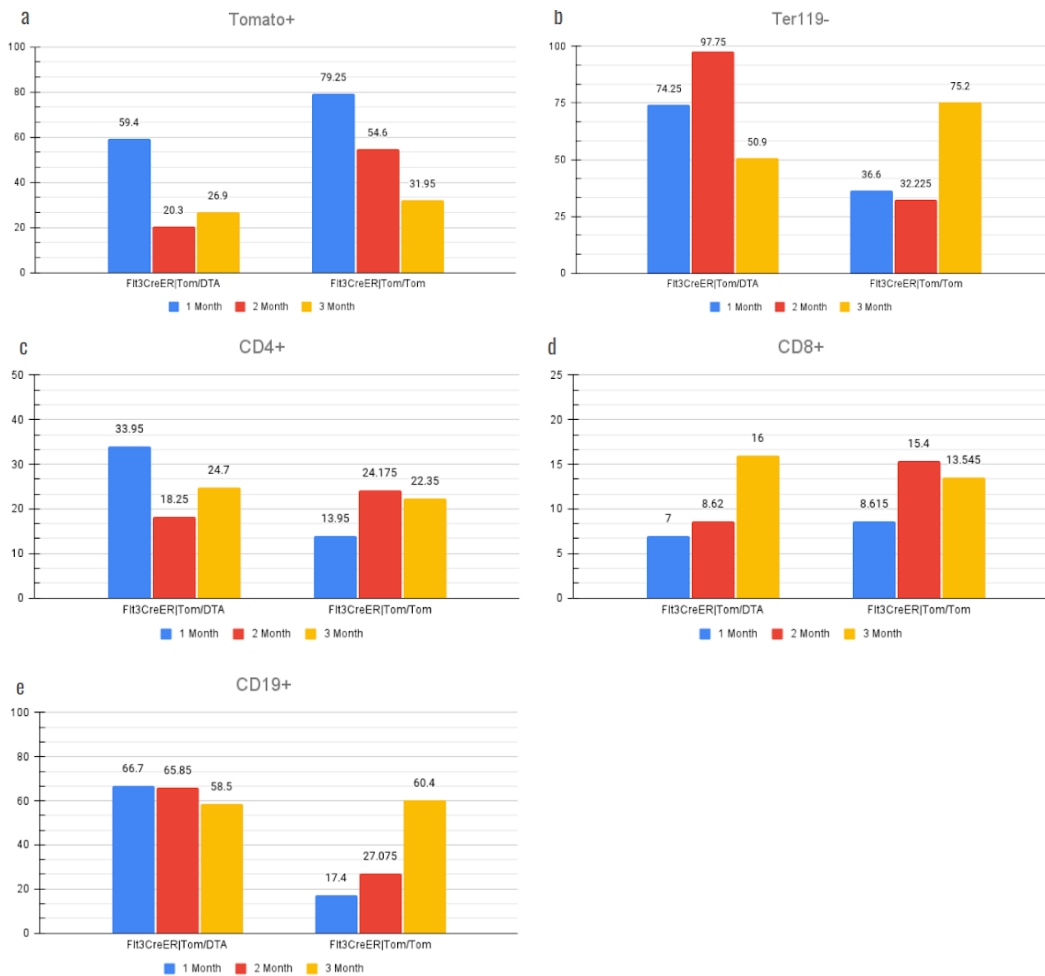 a
Tomato+
100
80
60
40
20
0
59.4
20.3
26.9
79.25
54.6
31.95
Flt3CreER|Tom/DTA
Flt3CreER|Tom/Tom
1 Month 2 Month 3 Month
b
Ter119-
100
75
50
25
0
74.25
97.75
50.9
36.6
32.225
75.2
Flt3CreER|Tom/DTA
Flt3CreER|Tom/Tom
1 Month 2 Month 3 Month
c
CD4+
50
40
30
20
10
0
33.95
18.25
24.7
13.95
24.175
22.35
Flt3CreER|Tom/DTA
Flt3CreER|Tom/Tom
1 Month 2 Month 3 Month
d
CD8+
25
20
15
10
5
0
7
8.62
16
8.615
15.4
13.545
Flt3CreER|Tom/DTA
Flt3CreER|Tom/Tom
1 Month 2 Month 3 Month
e
CD19+
100
80
60
40
20
0
66.7
65.85
58.5
17.4
27.075
60.4
Flt3CreER|Tom/DTA
Flt3CreER|Tom/Tom
1 Month 2 Month 3 Month